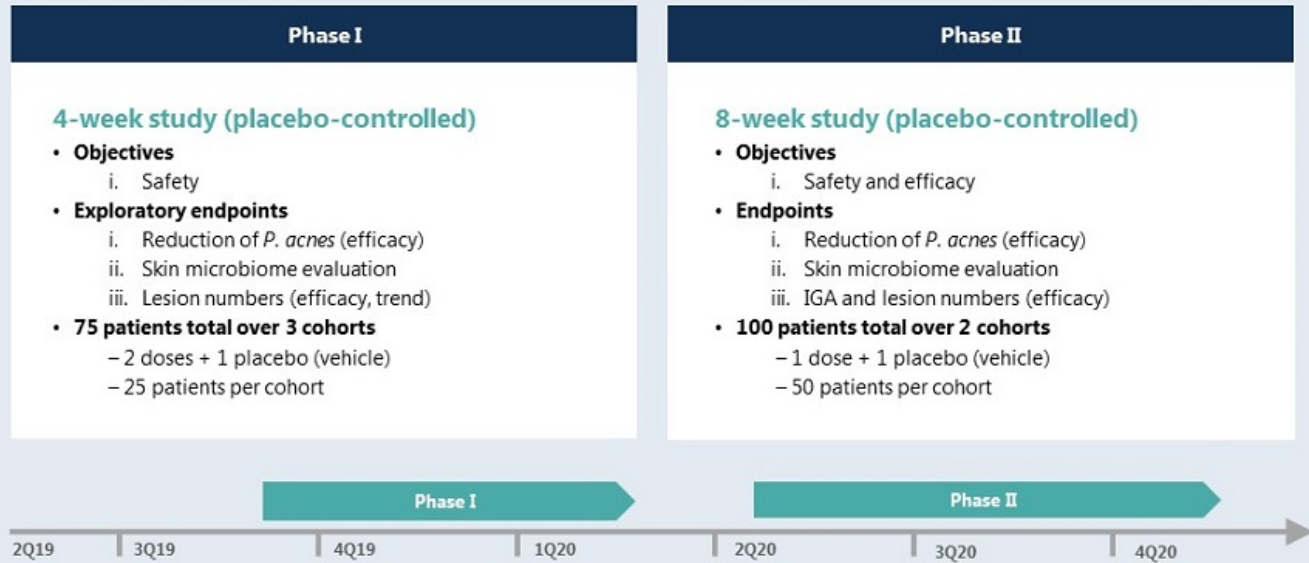 Phase I
4-week study (placebo-controlled)
• Objectives
i. Safety
• Exploratory endpoints
i. Reduction of P. acnes (efficacy)
ii. Skin microbiome evaluation
iii. Lesion numbers (efficacy, trend)
• 75 patients total over 3 cohorts
– 2 doses + 1 placebo (vehicle)
– 25 patients per cohort
Phase II
8-week study (placebo-controlled)
• Objectives
i. Safety and efficacy
• Endpoints
i. Reduction of P. acnes (efficacy)
ii. Skin microbiome evaluation
iii. IGA and lesion numbers (efficacy)
• 100 patients total over 2 cohorts
– 1 dose + 1 placebo (vehicle)
– 50 patients per cohort
Phase I
Phase II
2Q19 3Q19 4Q19 1Q20 2Q20 3Q20 4Q20